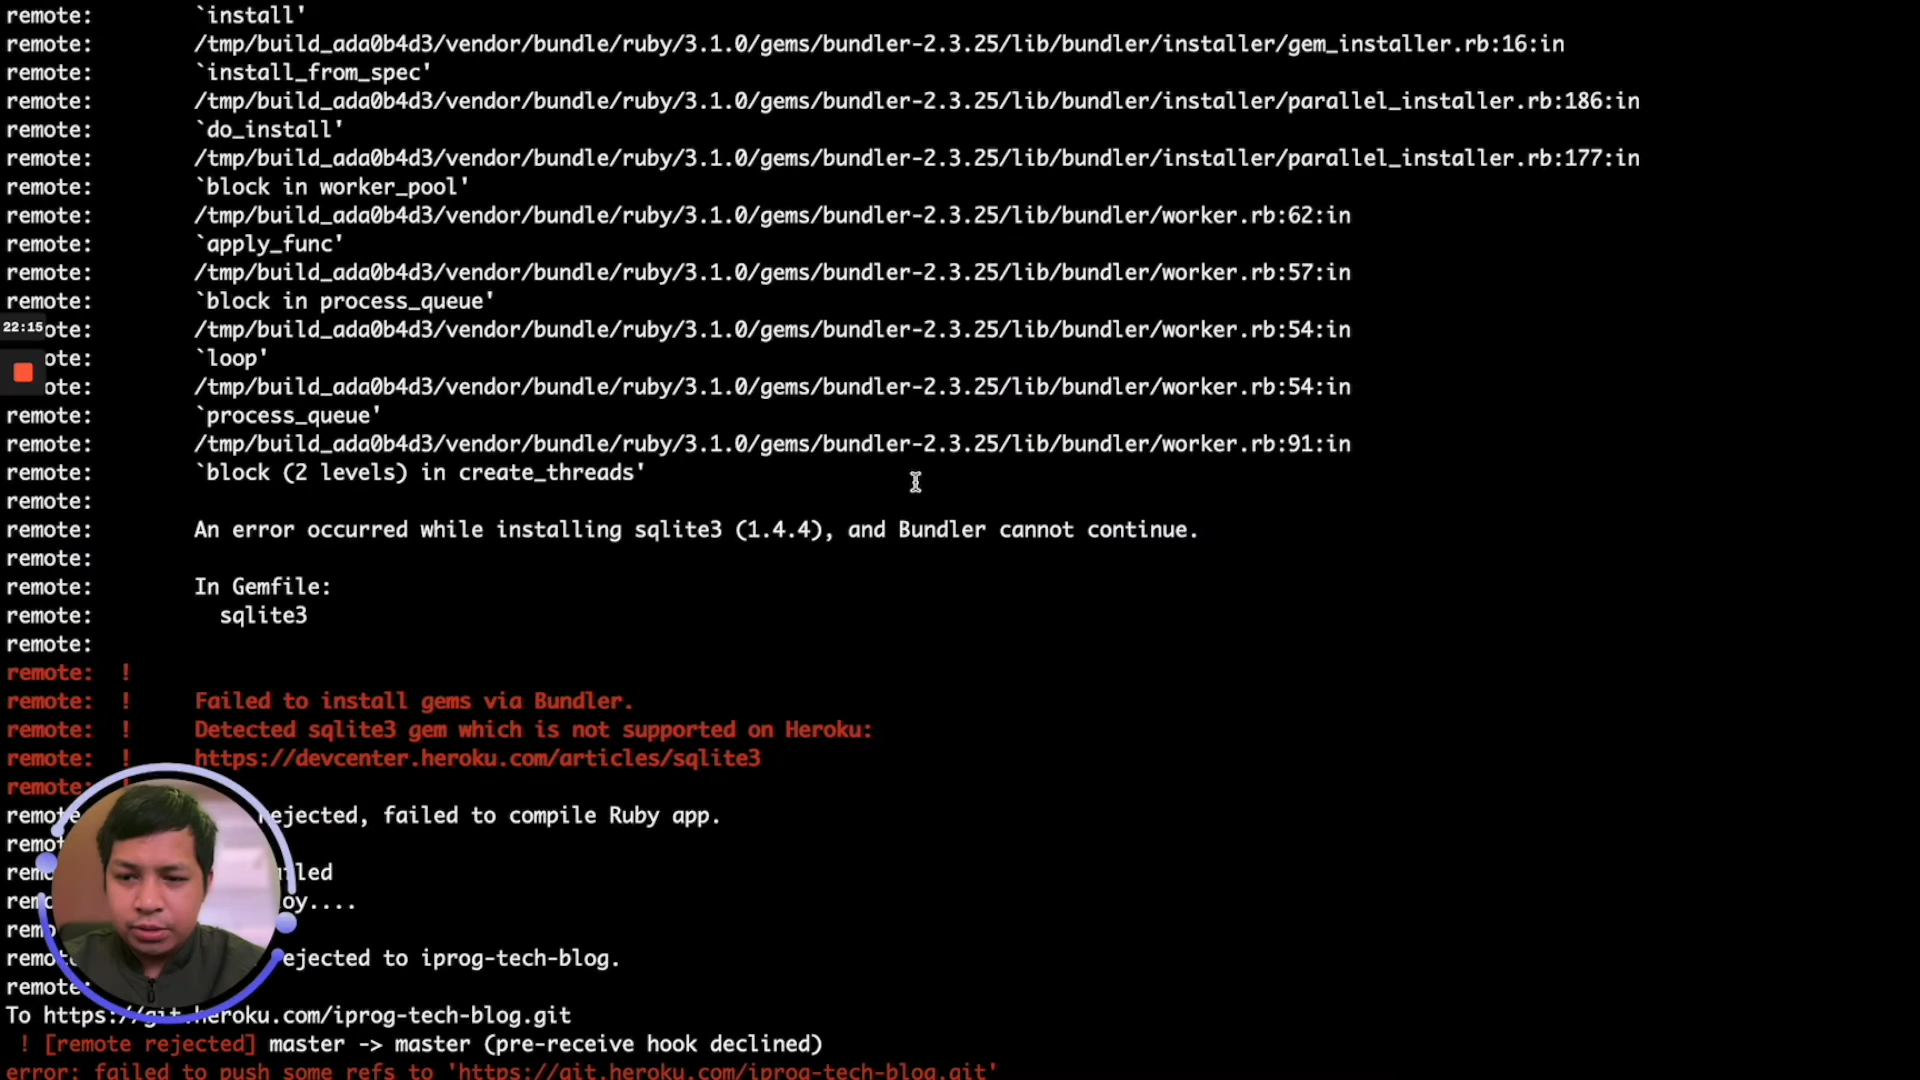 remote: `install'
remote: /tmp/build_ada0b4d3/vendor/bundle/ruby/3.1.0/gems/bundler-2.3.25/lib/bundler/installer/gem_installer.rb:16:in
remote: `install_from_spec'
remote: /tmp/build_ada0b4d3/vendor/bundle/ruby/3.1.0/gems/bundler-2.3.25/lib/bundler/installer/parallel_installer.rb:186:in
remote: `do_install'
remote: /tmp/build_ada0b4d3/vendor/bundle/ruby/3.1.0/gems/bundler-2.3.25/lib/bundler/installer/parallel_installer.rb:177:in
remote: `block in worker_pool'
remote: /tmp/build_ada0b4d3/vendor/bundle/ruby/3.1.0/gems/bundler-2.3.25/lib/bundler/worker.rb:62:in
remote: `apply_func'
remote: /tmp/build_ada0b4d3/vendor/bundle/ruby/3.1.0/gems/bundler-2.3.25/lib/bundler/worker.rb:57:in
remote: `block in process_queue'
22:15 ote: /tmp/build_ada0b4d3/vendor/bundle/ruby/3.1.0/gems/bundler-2.3.25/lib/bundler/worker.rb:54:in
ote: `loop'
ote: /tmp/build_ada0b4d3/vendor/bundle/ruby/3.1.0/gems/bundler-2.3.25/lib/bundler/worker.rb:54:in
remote: `process_queue'
remote: /tmp/build_ada0b4d3/vendor/bundle/ruby/3.1.0/gems/bundler-2.3.25/lib/bundler/worker.rb:91:in
remote: `block (2 levels) in create_threads'
remote:
remote: An error occurred while installing sqlite3 (1.4.4), and Bundler cannot continue.
remote:
remote: In Gemfile:
remote: sqlite3
remote:
remote: !
remote: ! Failed to install gems via Bundler.
remote: ! Detected sqlite3 gem which is not supported on Heroku:
remote: ! https://devcenter.heroku.com/articles/sqlite3
remote: !
remote ejected, failed to compile Ruby app.
remot
rem iled
rem oy....
remo
remot ejected to iprog-tech-blog.
remote:
To https://git.heroku.com/iprog-tech-blog.git
! [remote rejected] master -> master (pre-receive hook declined)
error: failed to push some refs to 'https://git.heroku.com/iprog-tech-blog.git'